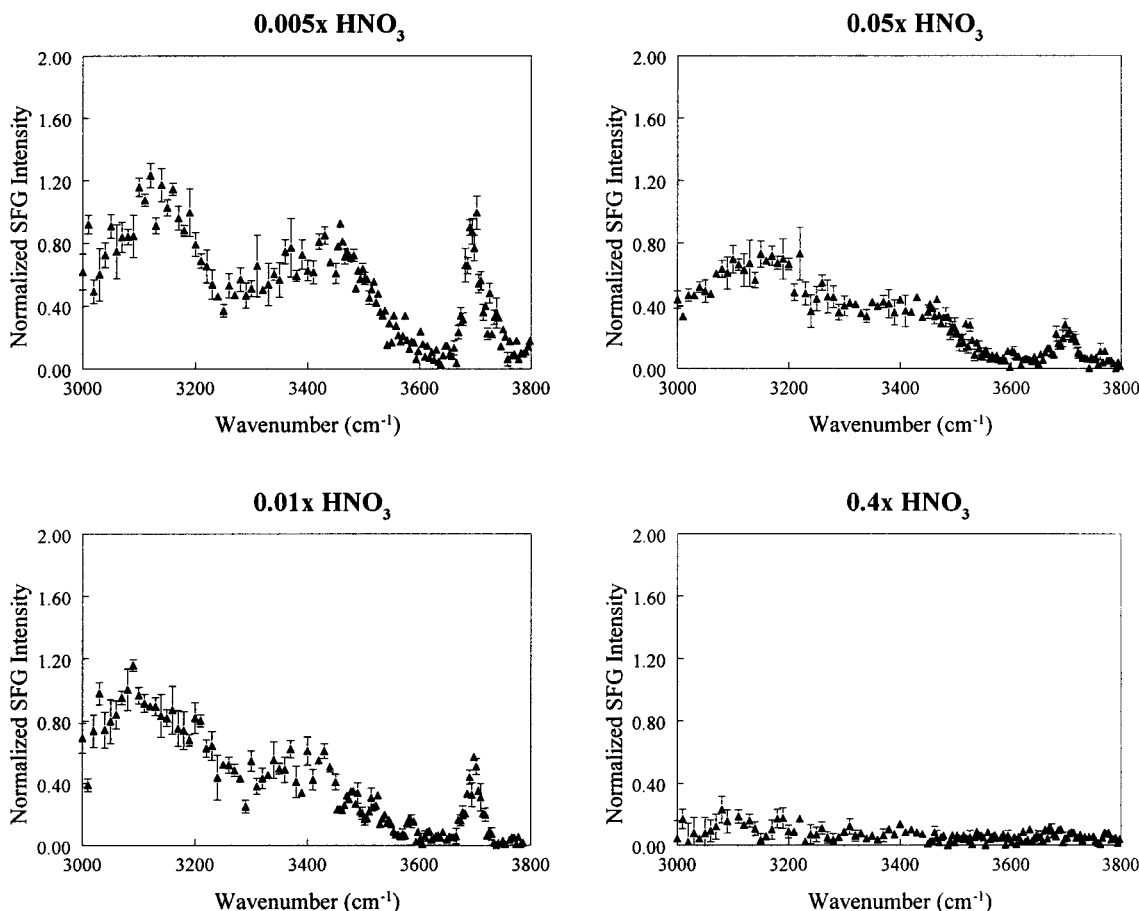 0.005x HNO3
2.00
1.60
1.20
0.80
0.40
0.00
Normalized SFG Intensity
3000 3200 3400 3600 3800
Wavenumber (cm-1)
0.05x HNO3
2.00
1.60
1.20
0.80
0.40
0.00
Normalized SFG Intensity
3000 3200 3400 3600 3800
Wavenumber (cm-1)
0.01x HNO3
2.00
1.60
1.20
0.80
0.40
0.00
Normalized SFG Intensity
3000 3200 3400 3600 3800
Wavenumber (cm-1)
0.4x HNO3
2.00
1.60
1.20
0.80
0.40
0.00
Normalized SFG Intensity
3000 3200 3400 3600 3800
Wavenumber (cm-1)